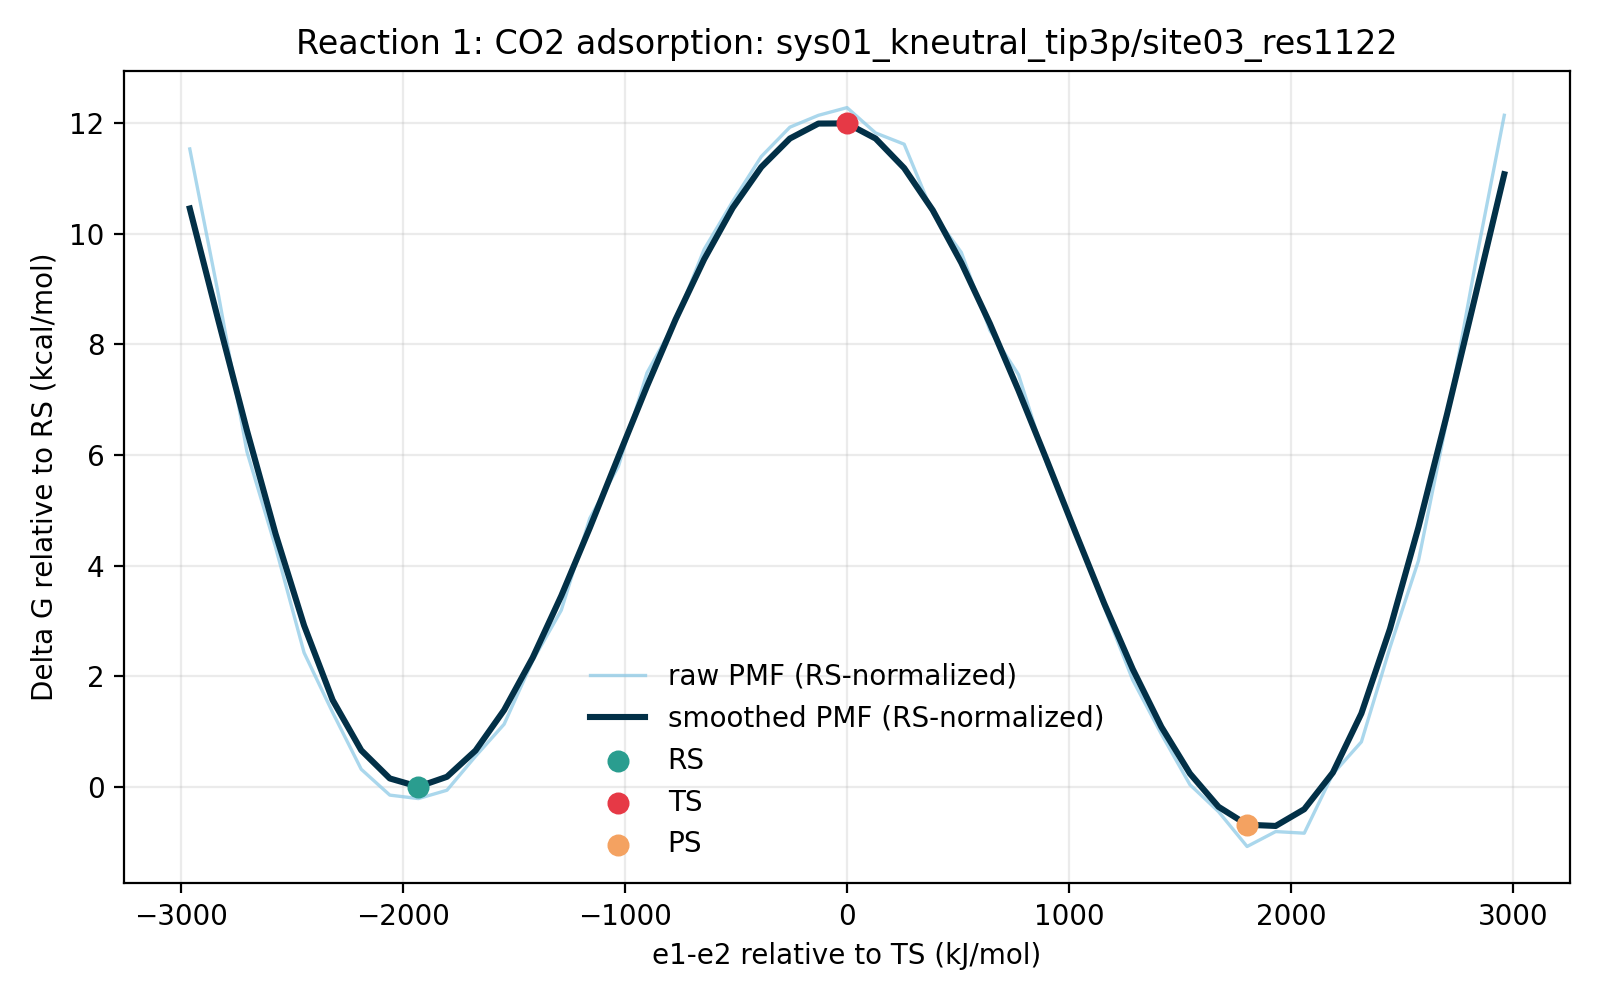 Reaction 1: CO2 adsorption: sys01_kneutral_tip3p/site03_res1122
Delta G relative to RS (kcal/mol)
12
10
8
6
4
2
0
raw PMF (RS-normalized)
smoothed PMF (RS-normalized)
RS
TS
PS
−3000 −2000 −1000 0 1000 2000 3000
e1-e2 relative to TS (kJ/mol)